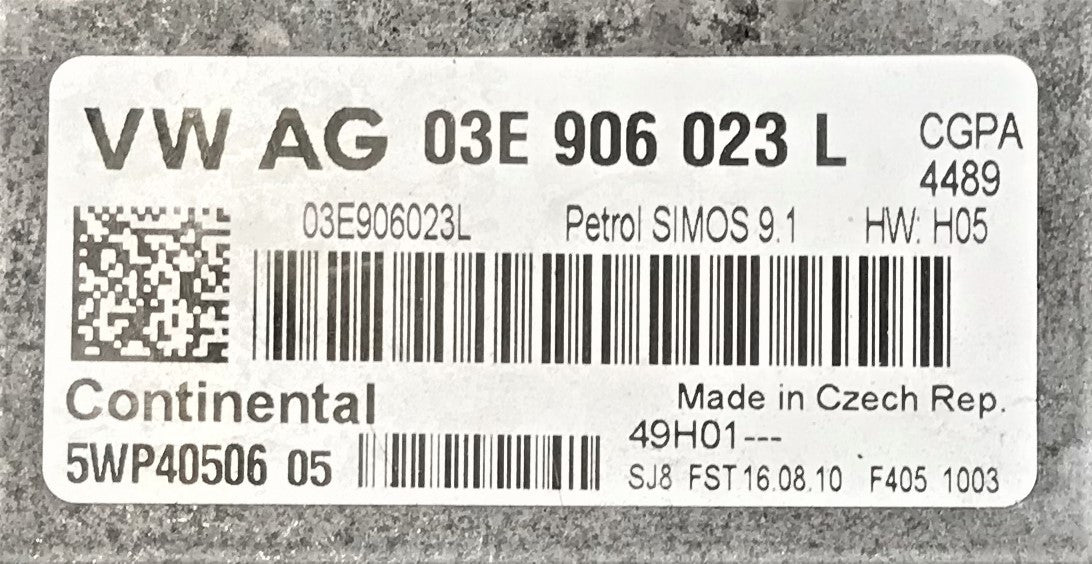 VW AG 03E 906 023 L CGPA
4489
03E906023L Petrol SIMOS 9.1 HW: H05
Continental Made in Czech Rep.
5WP40506 05 49H01---
SJ8 FST 16.08.10 F405 1003